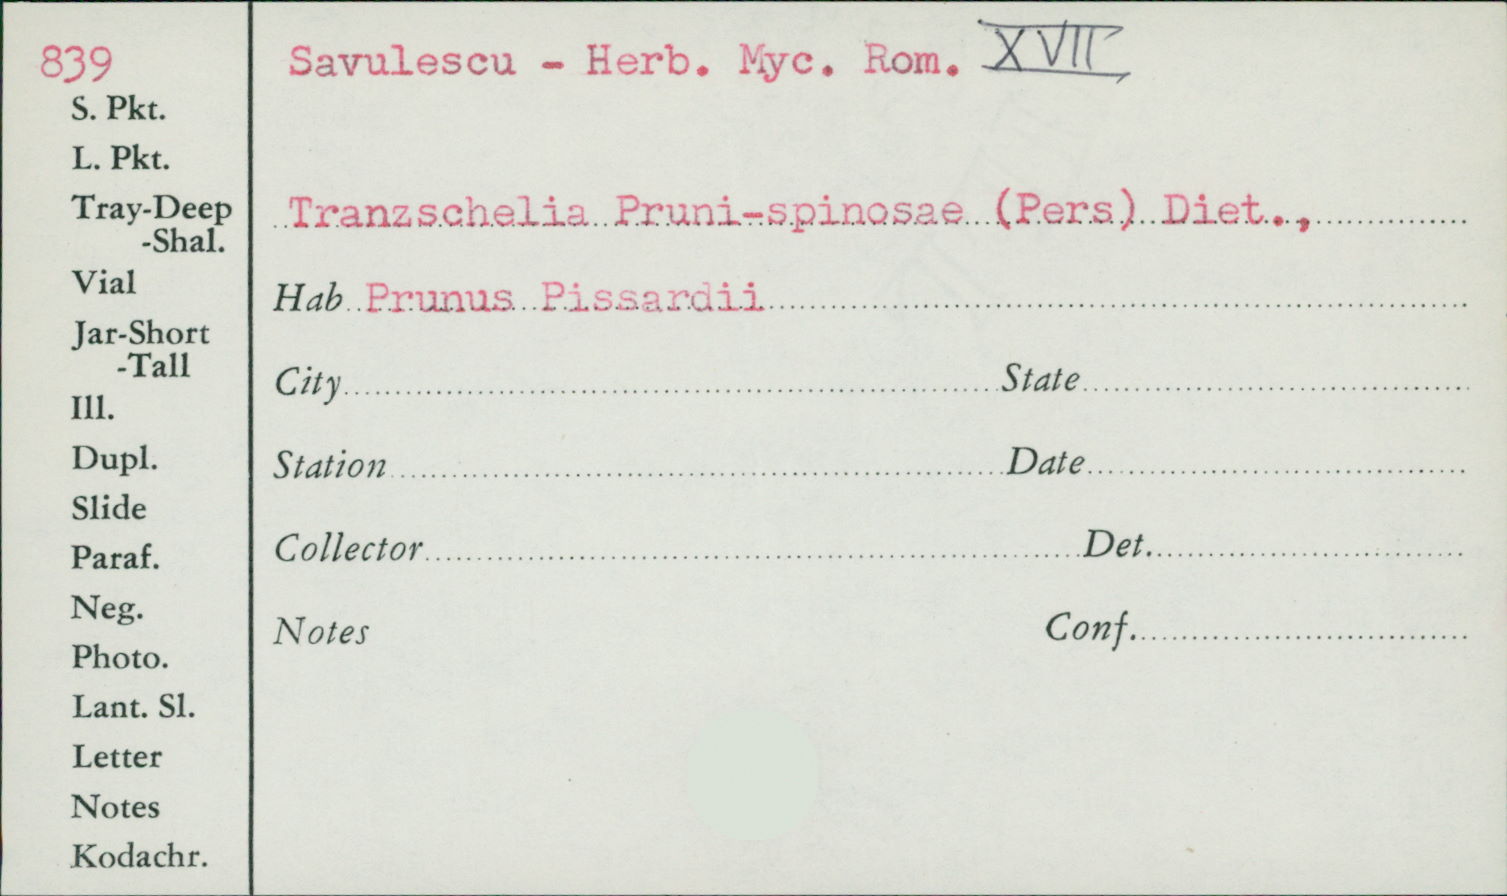 839
Savulescu - Herb. Myc. Rom. XVII
S. Pkt.
L. Pkt.
Tray-Deep
-Shal.
Vial
Jar-Short
-Tall
Ill.
Dupl.
Slide
Paraf.
Neg.
Photo.
Lant. Sl.
Letter
Notes
Kodachr.
Tranzschelia Pruni-spinosae (Pers) Diet.,
Hab Prunus Pissardii
City State
Station Date
Collector Det.
Notes Conf.